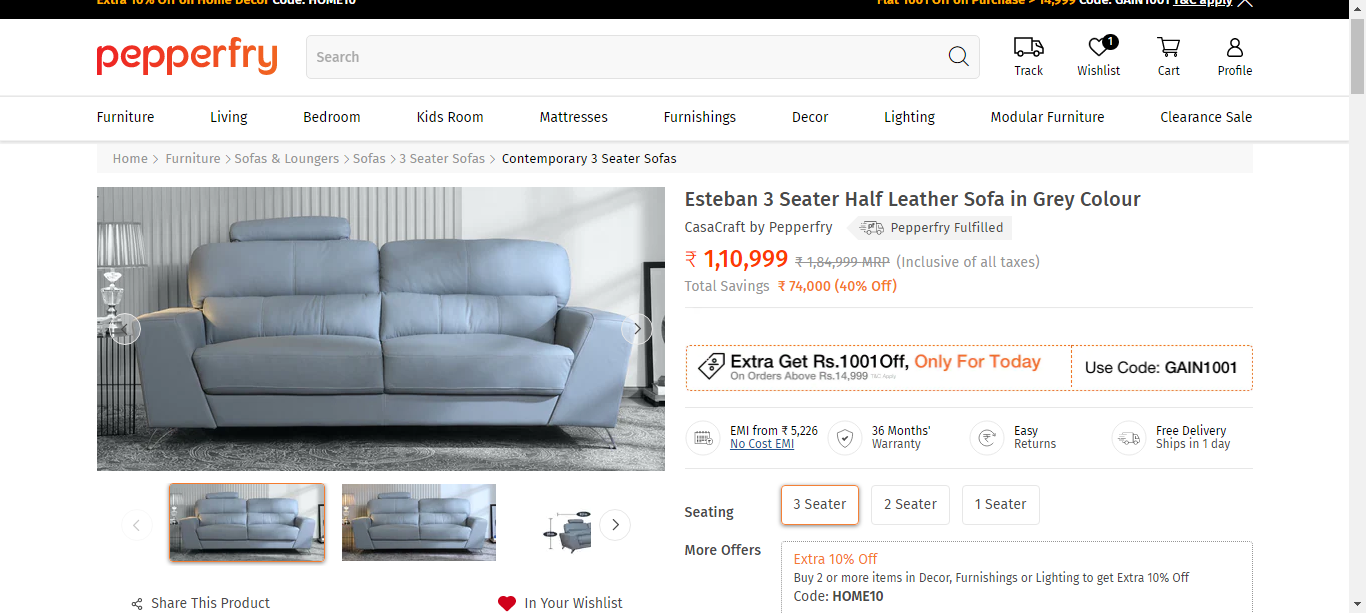 Extra 10% Off on Home Decor Code: HOME10
Flat 1001 Off on Purchase > 14,999 Code: GAIN1001 T&C apply
pepperfry
Search
1
Track
Wishlist
Cart
Profile
Furniture
Living
Bedroom
Kids Room
Mattresses
Furnishings
Decor
Lighting
Modular Furniture
Clearance Sale
Home > Furniture > Sofas & Loungers > Sofas > 3 Seater Sofas > Contemporary 3 Seater Sofas
Esteban 3 Seater Half Leather Sofa in Grey Colour
CasaCraft by Pepperfry
Pepperfry Fulfilled
₹ 1,10,999 ₹ 1,84,999 MRP (Inclusive of all taxes)
Total Savings ₹ 74,000 (40% Off)
Extra Get Rs.1001Off, Only For Today
On Orders Above Rs.14,999 T&C Apply
Use Code: GAIN1001
EMI from ₹ 5,226
No Cost EMI
36 Months'
Warranty
Easy
Returns
Free Delivery
Ships in 1 day
Seating
3 Seater
2 Seater
1 Seater
More Offers
Extra 10% Off
Buy 2 or more items in Decor, Furnishings or Lighting to get Extra 10% Off
Code: HOME10
Share This Product
In Your Wishlist